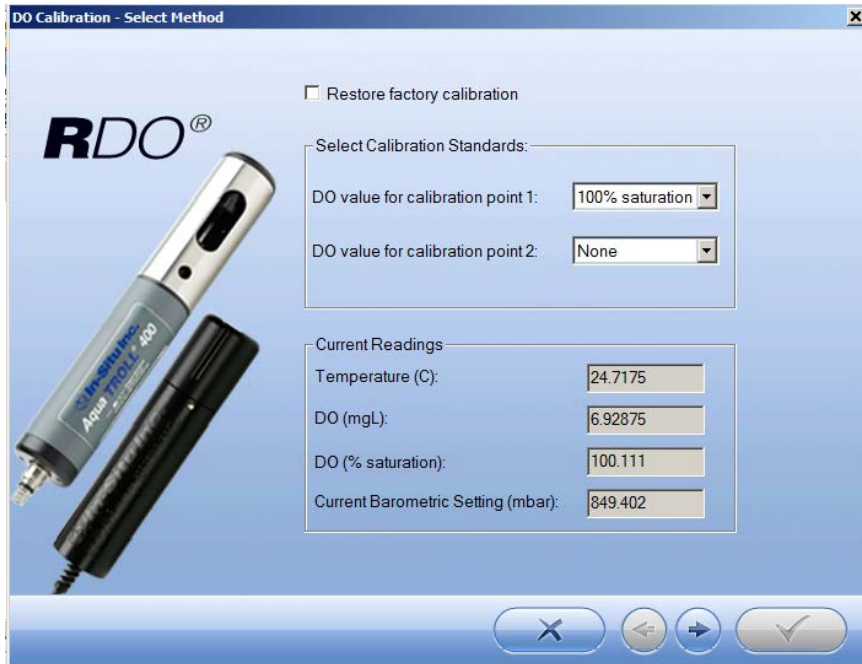 DO Calibration - Select Method
RDO®
Restore factory calibration
Select Calibration Standards:
DO value for calibration point 1:
100% saturation
DO value for calibration point 2:
None
In-Situ Inc.
Aqua TROLL® 400
Current Readings
Temperature (C):
24.7175
DO (mgL):
6.92875
DO (% saturation):
100.111
Current Barometric Setting (mbar):
849.402